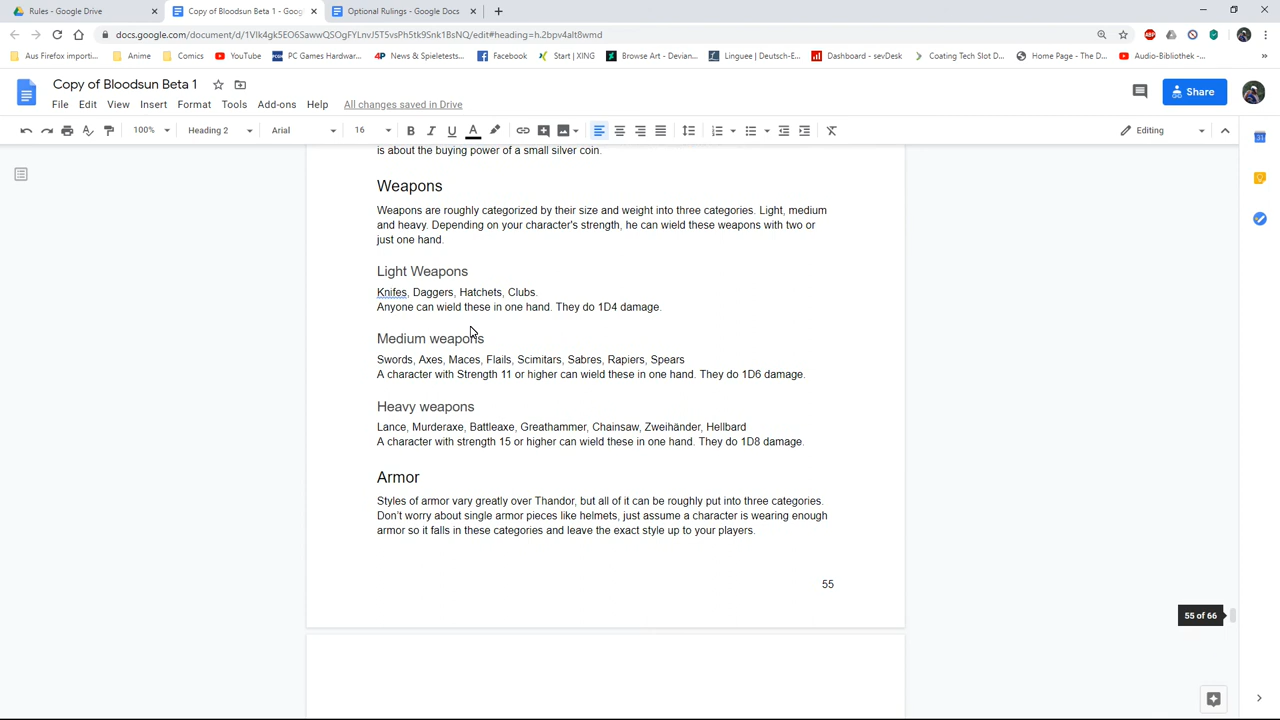 Rules - Google Drive
Copy of Bloodsun Beta 1 - Goog
Optional Rulings - Google Docs
docs.google.com/document/d/1VIk4gk5EO6SawwQSOgFYLnvJ5T5vsPh5tk9Snk1BsNQ/edit#heading=h.2bpv4alt8wmd
Aus Firefox importi...
Anime
Comics
YouTube
PC Games Hardwar...
News & Spieletests...
Facebook
Start | XING
Browse Art - Devian...
Linguee | Deutsch-E...
Dashboard - sevDesk
Coating Tech Slot D...
Home Page - The D...
Audio-Bibliothek -...
Copy of Bloodsun Beta 1
File Edit View Insert Format Tools Add-ons Help All changes saved in Drive
Share
100% Heading 2 Arial 16 Editing
is about the buying power of a small silver coin.
Weapons
Weapons are roughly categorized by their size and weight into three categories. Light, medium
and heavy. Depending on your character's strength, he can wield these weapons with two or
just one hand.
Light Weapons
Knifes, Daggers, Hatchets, Clubs.
Anyone can wield these in one hand. They do 1D4 damage.
Medium weapons
Swords, Axes, Maces, Flails, Scimitars, Sabres, Rapiers, Spears
A character with Strength 11 or higher can wield these in one hand. They do 1D6 damage.
Heavy weapons
Lance, Murderaxe, Battleaxe, Greathammer, Chainsaw, Zweihänder, Hellbard
A character with strength 15 or higher can wield these in one hand. They do 1D8 damage.
Armor
Styles of armor vary greatly over Thandor, but all of it can be roughly put into three categories.
Don't worry about single armor pieces like helmets, just assume a character is wearing enough
armor so it falls in these categories and leave the exact style up to your players.
55
55 of 66